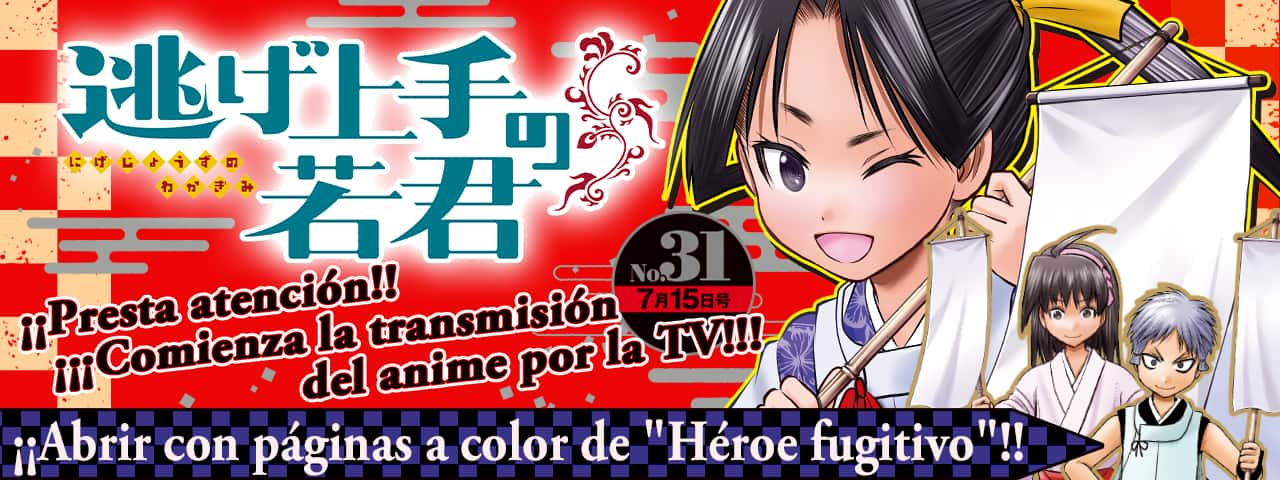 逃げ上手の
若君
にげじょうずの
わかぎみ
No.31
7月15日号
¡¡Presta atención!!
¡¡¡Comienza la transmisión
del anime por la TV!!!
¡¡Abrir con páginas a color de "Héroe fugitivo"!!